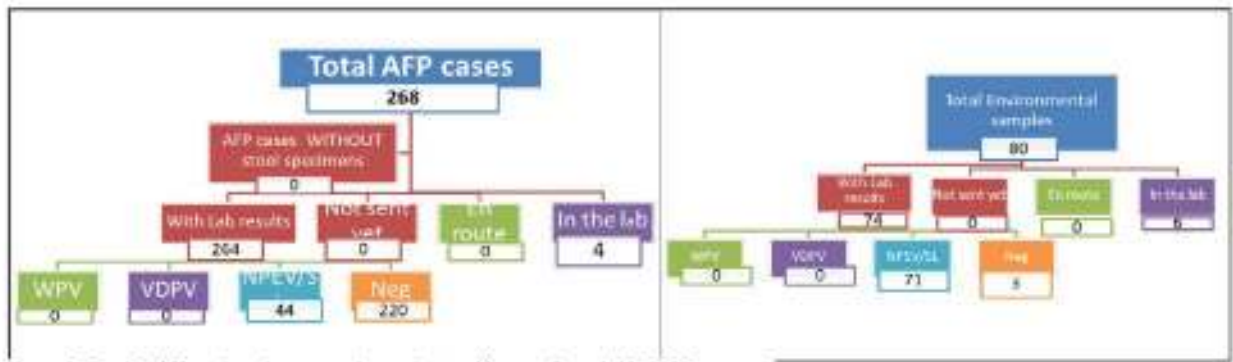 Total AFP cases
268
AFP cases WITHOUT
stool specimens
0
With Lab results
264
Not sent
yet
0
En
route
0
In the lab
4
WPV
0
VDPV
0
NPEV/S
44
Neg
220
Total Environmental
samples
80
With Lab
results
74
Not sent yet
0
En route
0
In the lab
6
WPV
0
VDPV
0
NPEV/SL
71
Neg
3